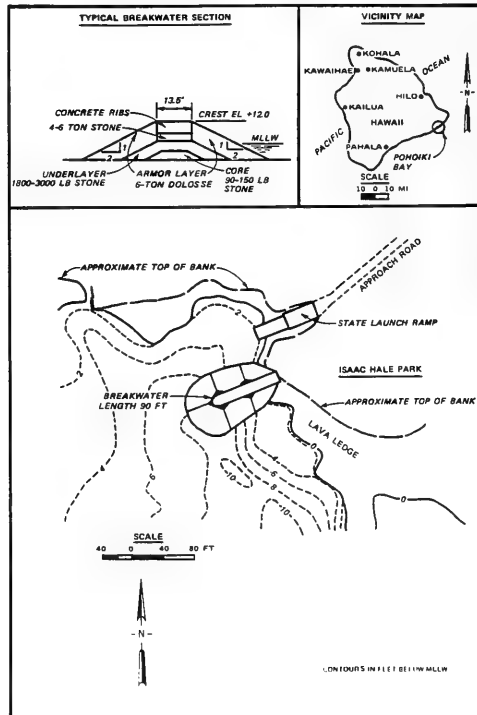 TYPICAL BREAKWATER SECTION
13.5'
CONCRETE RIBS
CREST EL +12.0
4-6 TON STONE
MLLW
1
2
1
2
UNDERLAYER
1800-3000 LB STONE
ARMOR LAYER
6-TON DOLOSSE
CORE
90-150 LB
STONE
VICINITY MAP
KOHALA
KAWAIHAE
KAMUELA
OCEAN
HILO
KAILUA
HAWAII
PACIFIC
PAHALA
POHOIKI
BAY
N
SCALE
10 0 10 MI
APPROXIMATE TOP OF BANK
APPROACH ROAD
STATE LAUNCH RAMP
2
2
ISAAC HALE PARK
BREAKWATER
LENGTH 90 FT
APPROXIMATE TOP OF BANK
LAVA LEDGE
0
4
6
4
6
8
10
10
0
SCALE
40 0 40 80 FT
N
CONTOURS IN FEET BELOW MLLW